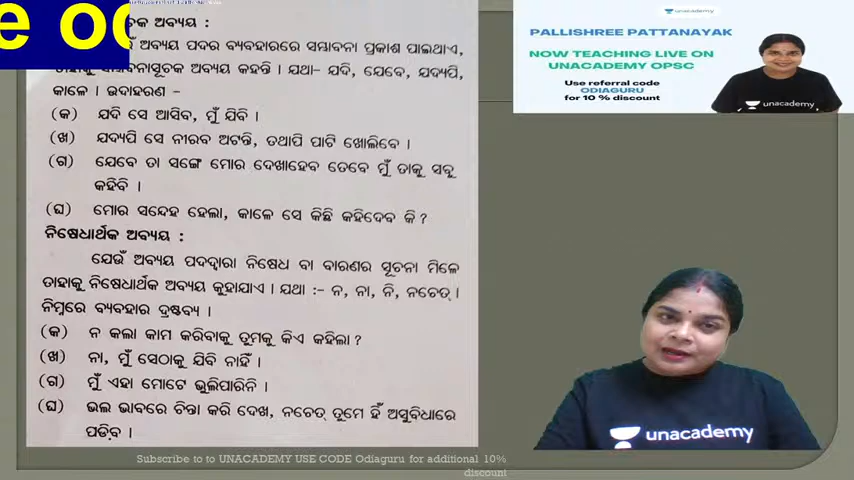 e oc
ଚକ ଅବ୍ୟୟ :
ଅବ୍ୟୟ ପଦର ବ୍ୟବହାରରେ ସମ୍ଭାବନା ପ୍ରକାଶ ପାଇଥାଏ,
ତାହାକୁ ସମ୍ଭାବନାସୂଚକ ଅବ୍ୟୟ କହନ୍ତି । ଯଥା- ଯଦି, ଯେବେ, ଯଦ୍ୟପି,
କାଳେ । ଉଦାହରଣ –
(କ) ଯଦି ସେ ଆସିବ, ମୁଁ ଯିବି ।
(ଖ) ଯଦ୍ୟପି ସେ ନୀରବ ଅଟନ୍ତି, ତଥାପି ପାଟି ଖୋଲିବେ ।
(ଗ) ଯେବେ ତା ସଙ୍ଗେ ମୋର ଦେଖାହେବ ତେବେ ମୁଁ ତାକୁ ସବୁ
କହିବି ।
(ଘ) ମୋର ସନ୍ଦେହ ହେଲା, କାଳେ ସେ କିଛି କହିଦେବ କି ?
ନିଷେଧାର୍ଥକ ଅବ୍ୟୟ :
ଯେଉଁ ଅବ୍ୟୟ ପଦଦ୍ୱାରା ନିଷେଧ ବା ବାରଣର ସୂଚନା ମିଳେ
ତାହାକୁ ନିଷେଧାର୍ଥକ ଅବ୍ୟୟ କୁହାଯାଏ । ଯଥା :- ନ, ନା, ନି, ନଚେତ୍ ।
ନିମ୍ନରେ ବ୍ୟବହାର ଦ୍ରଷ୍ଟବ୍ୟ ।
(କ) ନ କଲା କାମ କରିବାକୁ ତୁମକୁ କିଏ କହିଲା ?
(ଖ) ନା, ମୁଁ ସେଠାକୁ ଯିବି ନାହିଁ ।
(ଗ) ମୁଁ ଏହା ମୋଟେ ଭୁଲିପାରିନି ।
(ଘ) ଭଲ ଭାବରେ ଚିନ୍ତା କରି ଦେଖ, ନଚେତ୍ ତୁମେ ହିଁ ଅସୁବିଧାରେ
ପଡ଼ିବ ।
unacademy
PALLISHREE PATTANAYAK
NOW TEACHING LIVE ON
UNACADEMY OPSC
Use referral code
ODIAGURU
for 10 % discount
unacademy
unacademy
Subscribe to to UNACADEMY USE CODE Odiaguru for additional 10%
discount